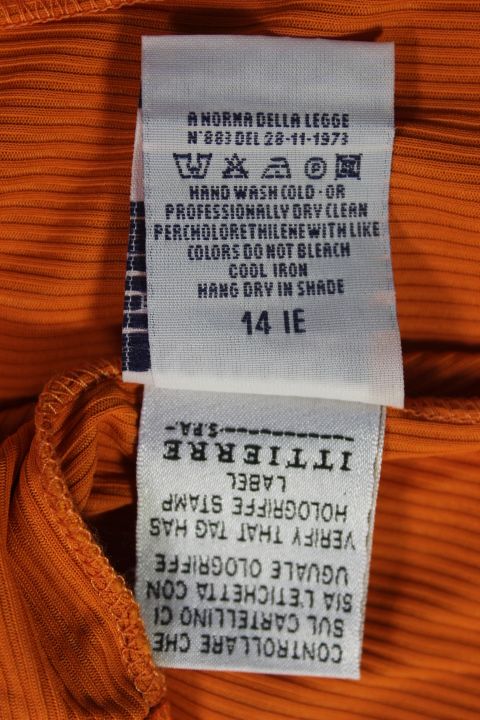 A NORMA DELLA LEGGE
N°883 DEL 28-11-1973
HAND WASH COLD - OR
PROFESSIONALLY DRY CLEAN
PERCHLORETHILENE WITH LIKE
COLORS DO NOT BLEACH
COOL IRON
HANG DRY IN SHADE
14 IE
CONTROLLARE CHE
SUL CARTELLINO CI
SIA L'ETICHETTA CON
UGUALE OLOGRIFFE
VERIFY THAT TAG HAS
HOLOGRIFFE STAMP
LABEL
ITTIERRE
S.P.A.